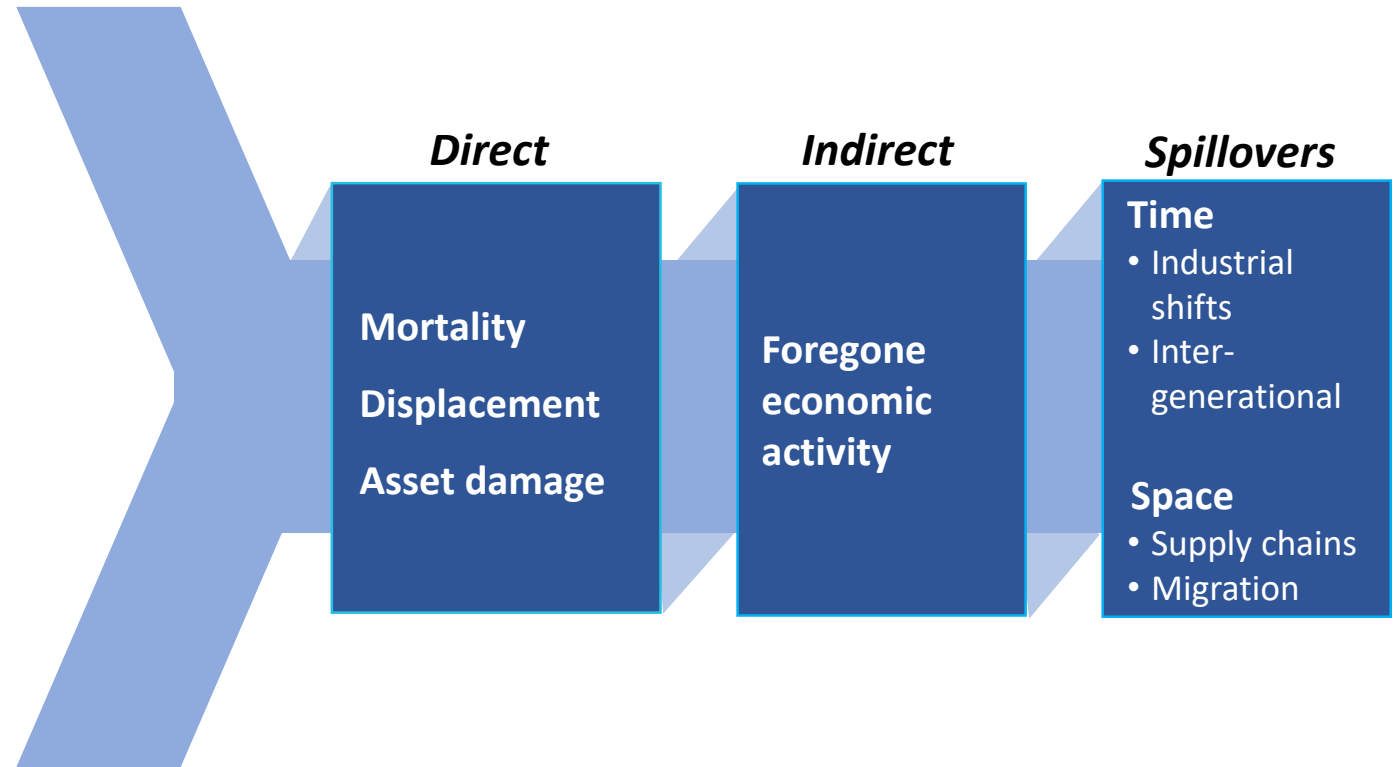 Direct
Mortality
Displacement
Asset damage
Indirect
Foregone
economic
activity
Spillovers
Time
• Industrial
shifts
• Inter-
generational
Space
• Supply chains
• Migration